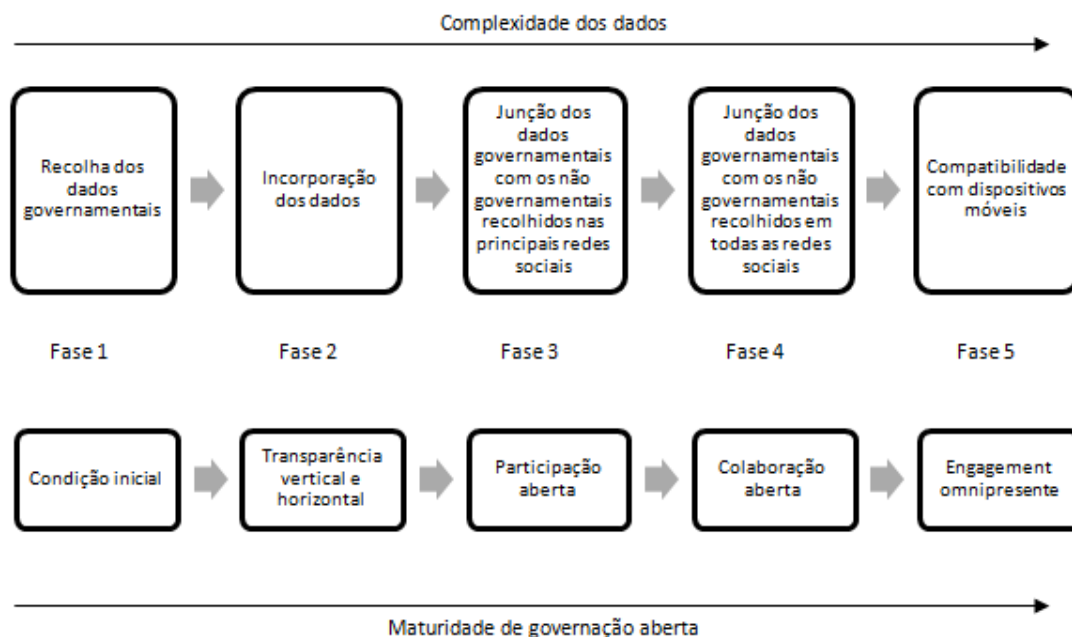 Complexidade dos dados
Recolha dos
dados
governamentais
Incorporação
dos dados
Junção dos
dados
governamentais
com os não
governamentais
recolhidos nas
principais redes
sociais
Junção dos
dados
governamentais
com os não
governamentais
recolhidos em
todas as redes
sociais
Compatibilidade
com dispositivos
móveis
Fase 1
Fase 2
Fase 3
Fase 4
Fase 5
Condição inicial
Transparência
vertical e
horizontal
Participação
aberta
Colaboração
aberta
Engagement
omnipresente
Maturidade de governação aberta